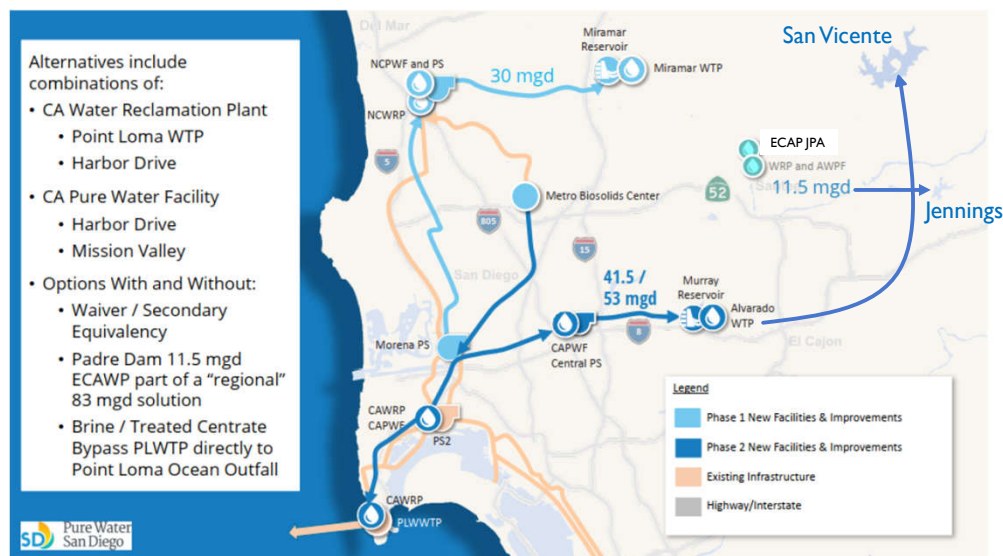 Alternatives include
combinations of:
• CA Water Reclamation Plant
• Point Loma WTP
• Harbor Drive
• CA Pure Water Facility
• Harbor Drive
• Mission Valley
• Options With and Without:
• Waiver / Secondary
Equivalency
• Padre Dam 11.5 mgd
ECAWP part of a “regional”
83 mgd solution
• Brine / Treated Centrate
Bypass PLWTP directly to
Point Loma Ocean Outfall
SD
Pure Water
San Diego
Del Mar
NCPWF and PS
30 mgd
Miramar
Reservoir
Miramar WTP
San Vicente
NCWRP
5
ECAP JPA
WRP and AWPF
11.5 mgd
52
Jennings
Metro Biosolids Center
805
15
San Diego
41.5 /
53 mgd
Murray
Reservoir
Alvarado
WTP
8
El Cajon
Morena PS
CAPWF
Central PS
CAWRP
CAPWF
PS2
CAWRP
PLWWTP
Legend
Phase 1 New Facilities & Improvements
Phase 2 New Facilities & Improvements
Existing Infrastructure
Highway/Interstate